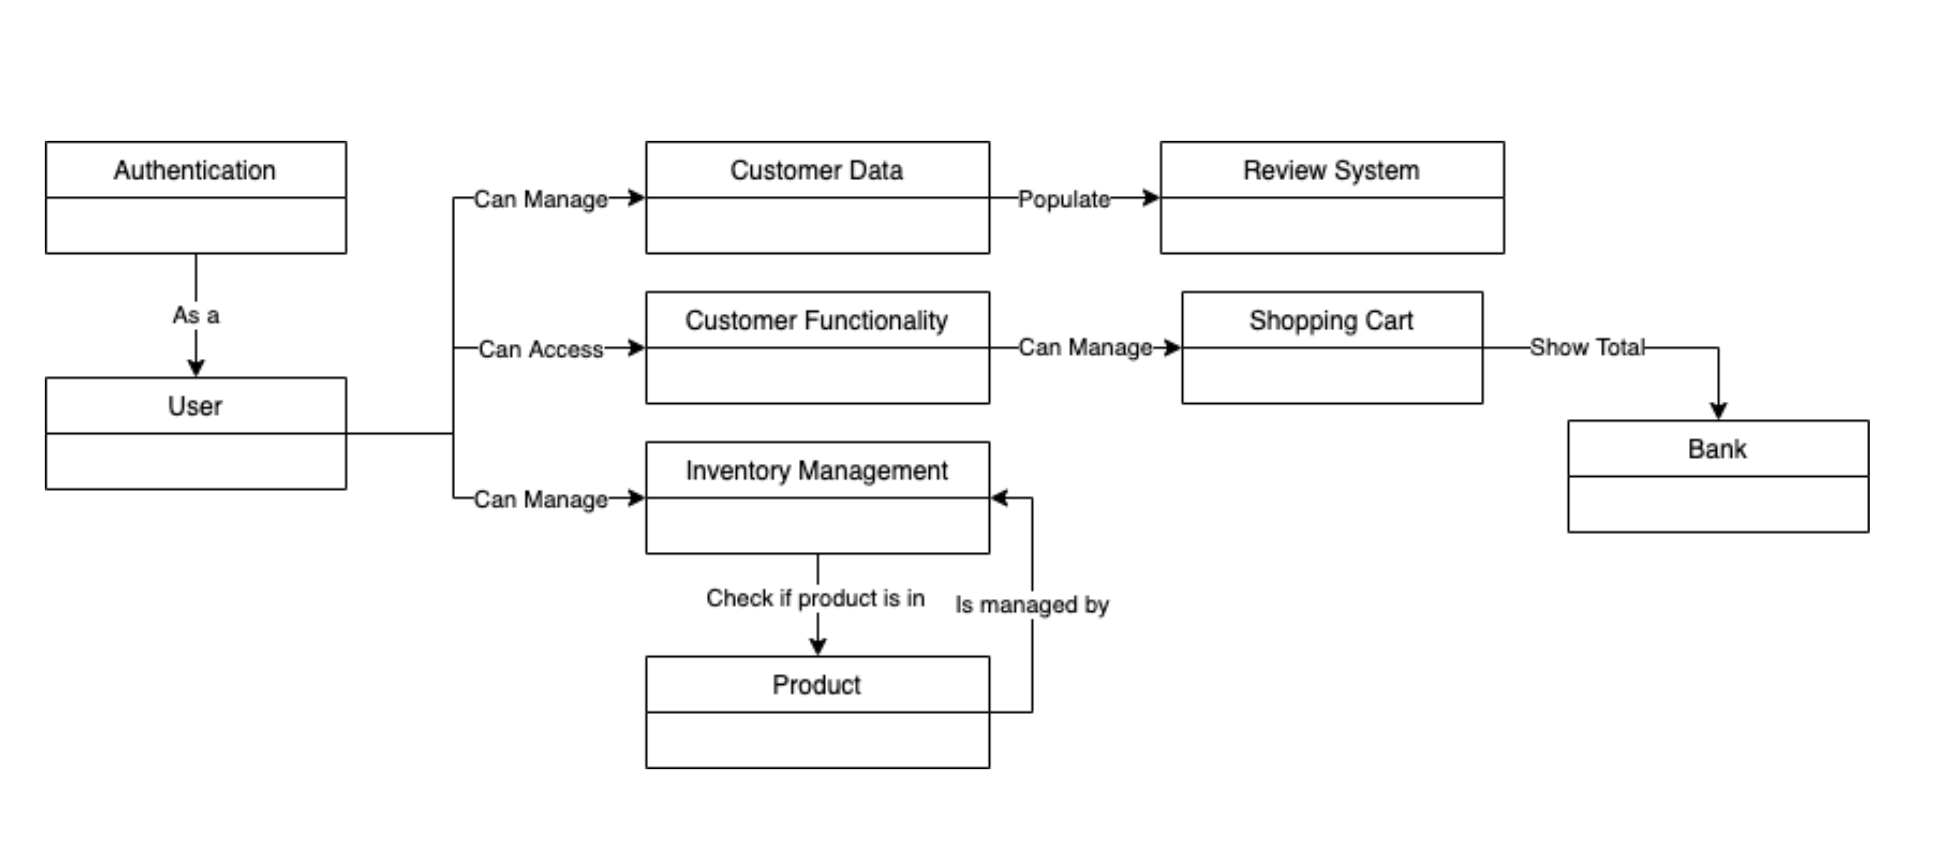 Authentication
Customer Data
Review System
Can Manage
Populate
As a
Customer Functionality
Shopping Cart
Can Access
Can Manage
Show Total
User
Bank
Inventory Management
Can Manage
Check if product is in
Is managed by
Product